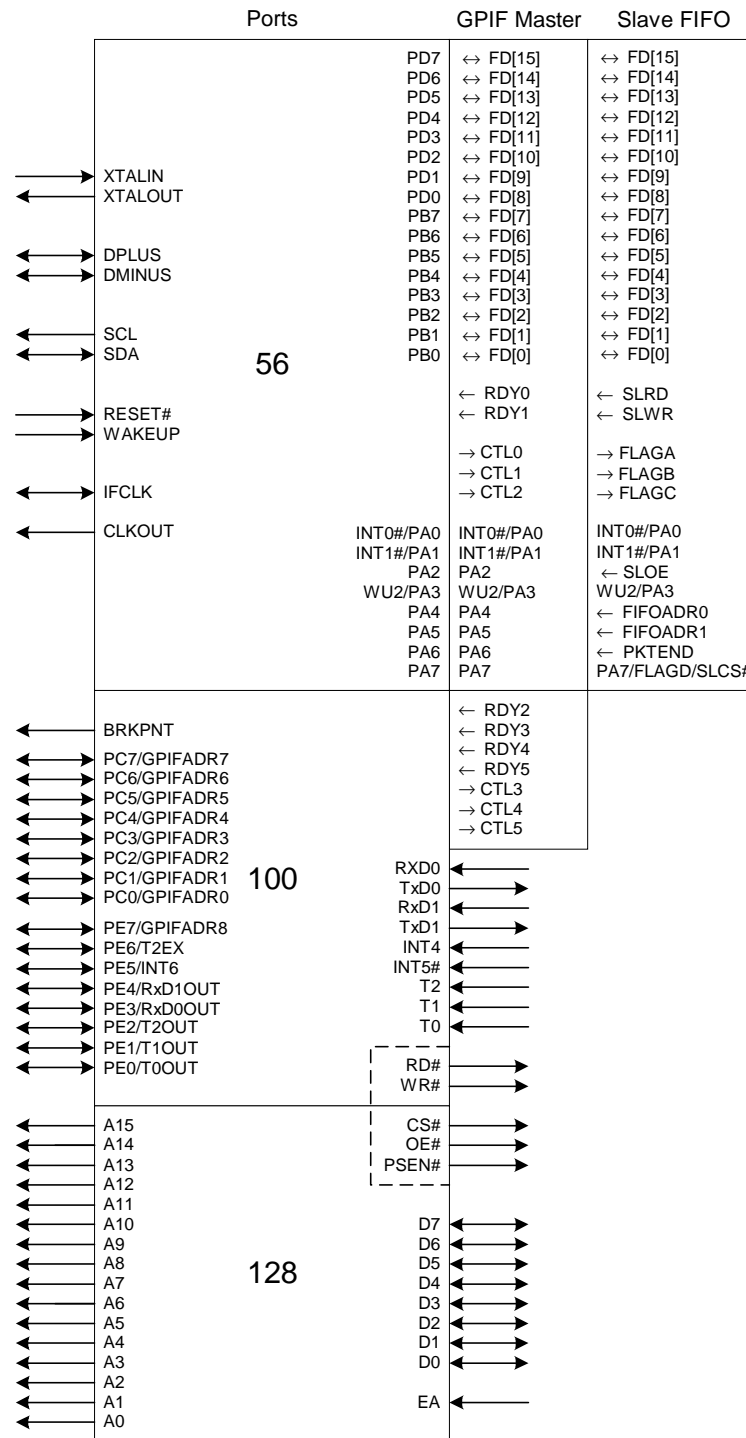 Ports GPIF Master Slave FIFO
PD7 ↔ FD[15] ↔ FD[15]
PD6 ↔ FD[14] ↔ FD[14]
PD5 ↔ FD[13] ↔ FD[13]
PD4 ↔ FD[12] ↔ FD[12]
PD3 ↔ FD[11] ↔ FD[11]
PD2 ↔ FD[10] ↔ FD[10]
XTALIN PD1 ↔ FD[9] ↔ FD[9]
XTALOUT PD0 ↔ FD[8] ↔ FD[8]
PB7 ↔ FD[7] ↔ FD[7]
PB6 ↔ FD[6] ↔ FD[6]
DPLUS PB5 ↔ FD[5] ↔ FD[5]
DMINUS PB4 ↔ FD[4] ↔ FD[4]
PB3 ↔ FD[3] ↔ FD[3]
PB2 ↔ FD[2] ↔ FD[2]
SCL PB1 ↔ FD[1] ↔ FD[1]
SDA PB0 ↔ FD[0] ↔ FD[0]
56
← RDY0 ← SLRD
RESET# ← RDY1 ← SLWR
WAKEUP
→ CTL0 → FLAGA
→ CTL1 → FLAGB
IFCLK → CTL2 → FLAGC
CLKOUT INT0#/PA0 INT0#/PA0 INT0#/PA0
INT1#/PA1 INT1#/PA1 INT1#/PA1
PA2 PA2 ← SLOE
WU2/PA3 WU2/PA3 WU2/PA3
PA4 PA4 ← FIFOADR0
PA5 PA5 ← FIFOADR1
PA6 PA6 ← PKTEND
PA7 PA7 PA7/FLAGD/SLCS#
← RDY2
BRKPNT ← RDY3
PC7/GPIFADR7 ← RDY4
PC6/GPIFADR6 ← RDY5
PC5/GPIFADR5 → CTL3
PC4/GPIFADR4 → CTL4
PC3/GPIFADR3 → CTL5
PC2/GPIFADR2
PC1/GPIFADR1 100 RXD0
PC0/GPIFADR0 TxD0
RxD1
PE7/GPIFADR8 TxD1
PE6/T2EX INT4
PE5/INT6 INT5#
PE4/RxD1OUT T2
PE3/RxD0OUT T1
PE2/T2OUT T0
PE1/T1OUT
PE0/T0OUT RD#
WR#
A15 CS#
A14 OE#
A13 PSEN#
A12
A11
A10 D7
A9 D6
A8 128 D5
A7 D4
A6 D3
A5 D2
A4 D1
A3 D0
A2
A1 EA
A0